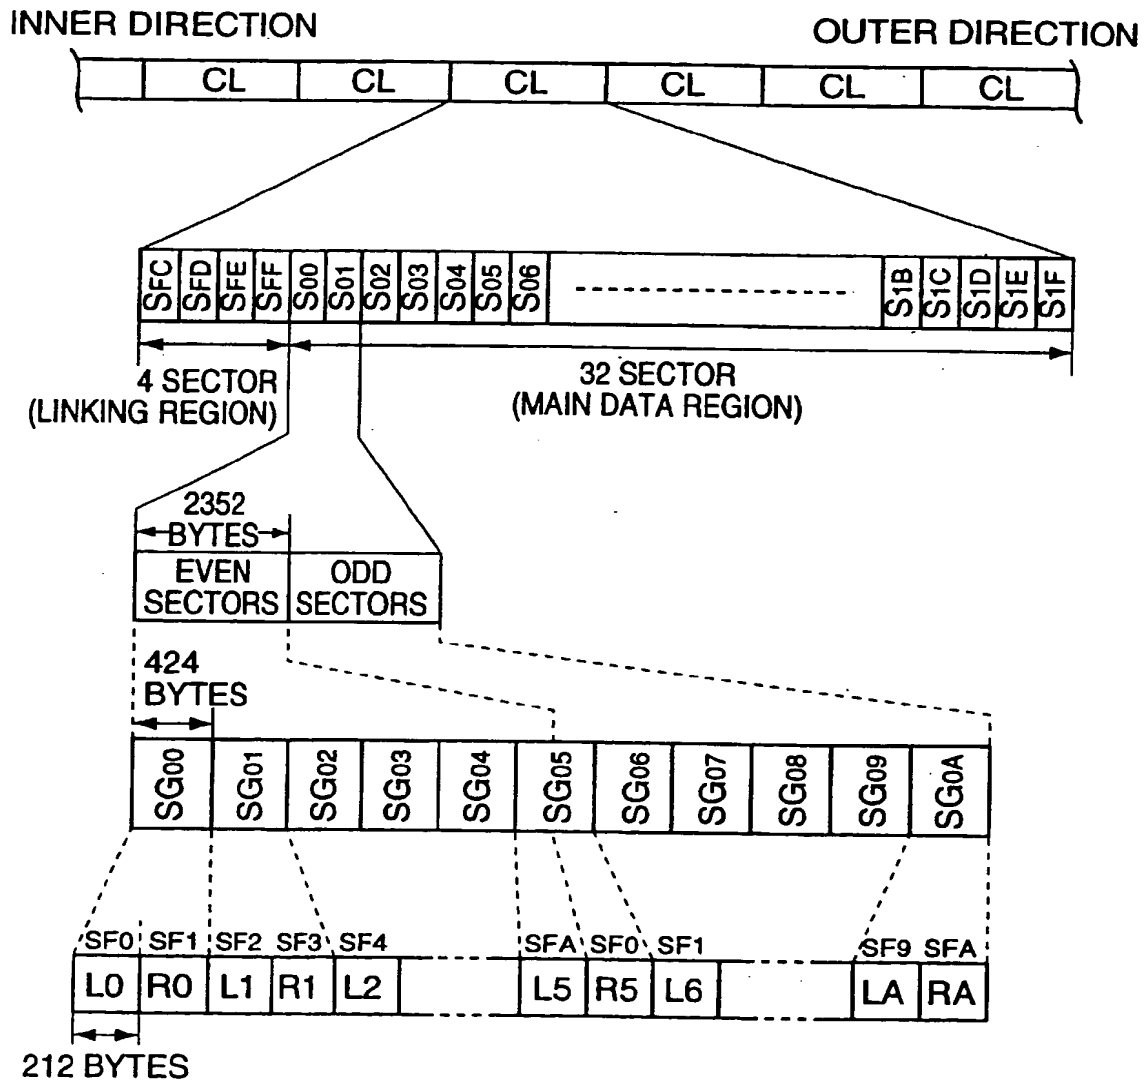 INNER DIRECTION
OUTER DIRECTION
CL CL CL CL CL CL
SFC SFD SFE SFF S00 S01 S02 S03 S04 S05 S06 S1B S1C S1D S1E S1F
4 SECTOR
(LINKING REGION)
32 SECTOR
(MAIN DATA REGION)
2352
BYTES
EVEN
SECTORS
ODD
SECTORS
424
BYTES
SG00 SG01 SG02 SG03 SG04 SG05 SG06 SG07 SG08 SG09 SG0A
SF0 SF1 SF2 SF3 SF4 SFA SF0 SF1 SF9 SFA
L0 R0 L1 R1 L2 L5 R5 L6 LA RA
212 BYTES